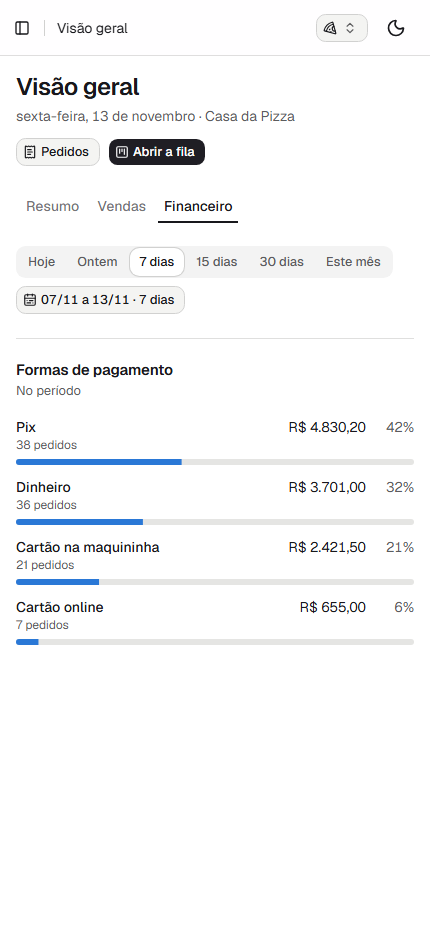 Visão geral
Visão geral
sexta-feira, 13 de novembro · Casa da Pizza
Pedidos
Abrir a fila
Resumo
Vendas
Financeiro
Hoje
Ontem
7 dias
15 dias
30 dias
Este mês
07/11 a 13/11 · 7 dias
Formas de pagamento
No período
Pix R$ 4.830,20 42%
38 pedidos
Dinheiro R$ 3.701,00 32%
36 pedidos
Cartão na maquininha R$ 2.421,50 21%
21 pedidos
Cartão online R$ 655,00 6%
7 pedidos